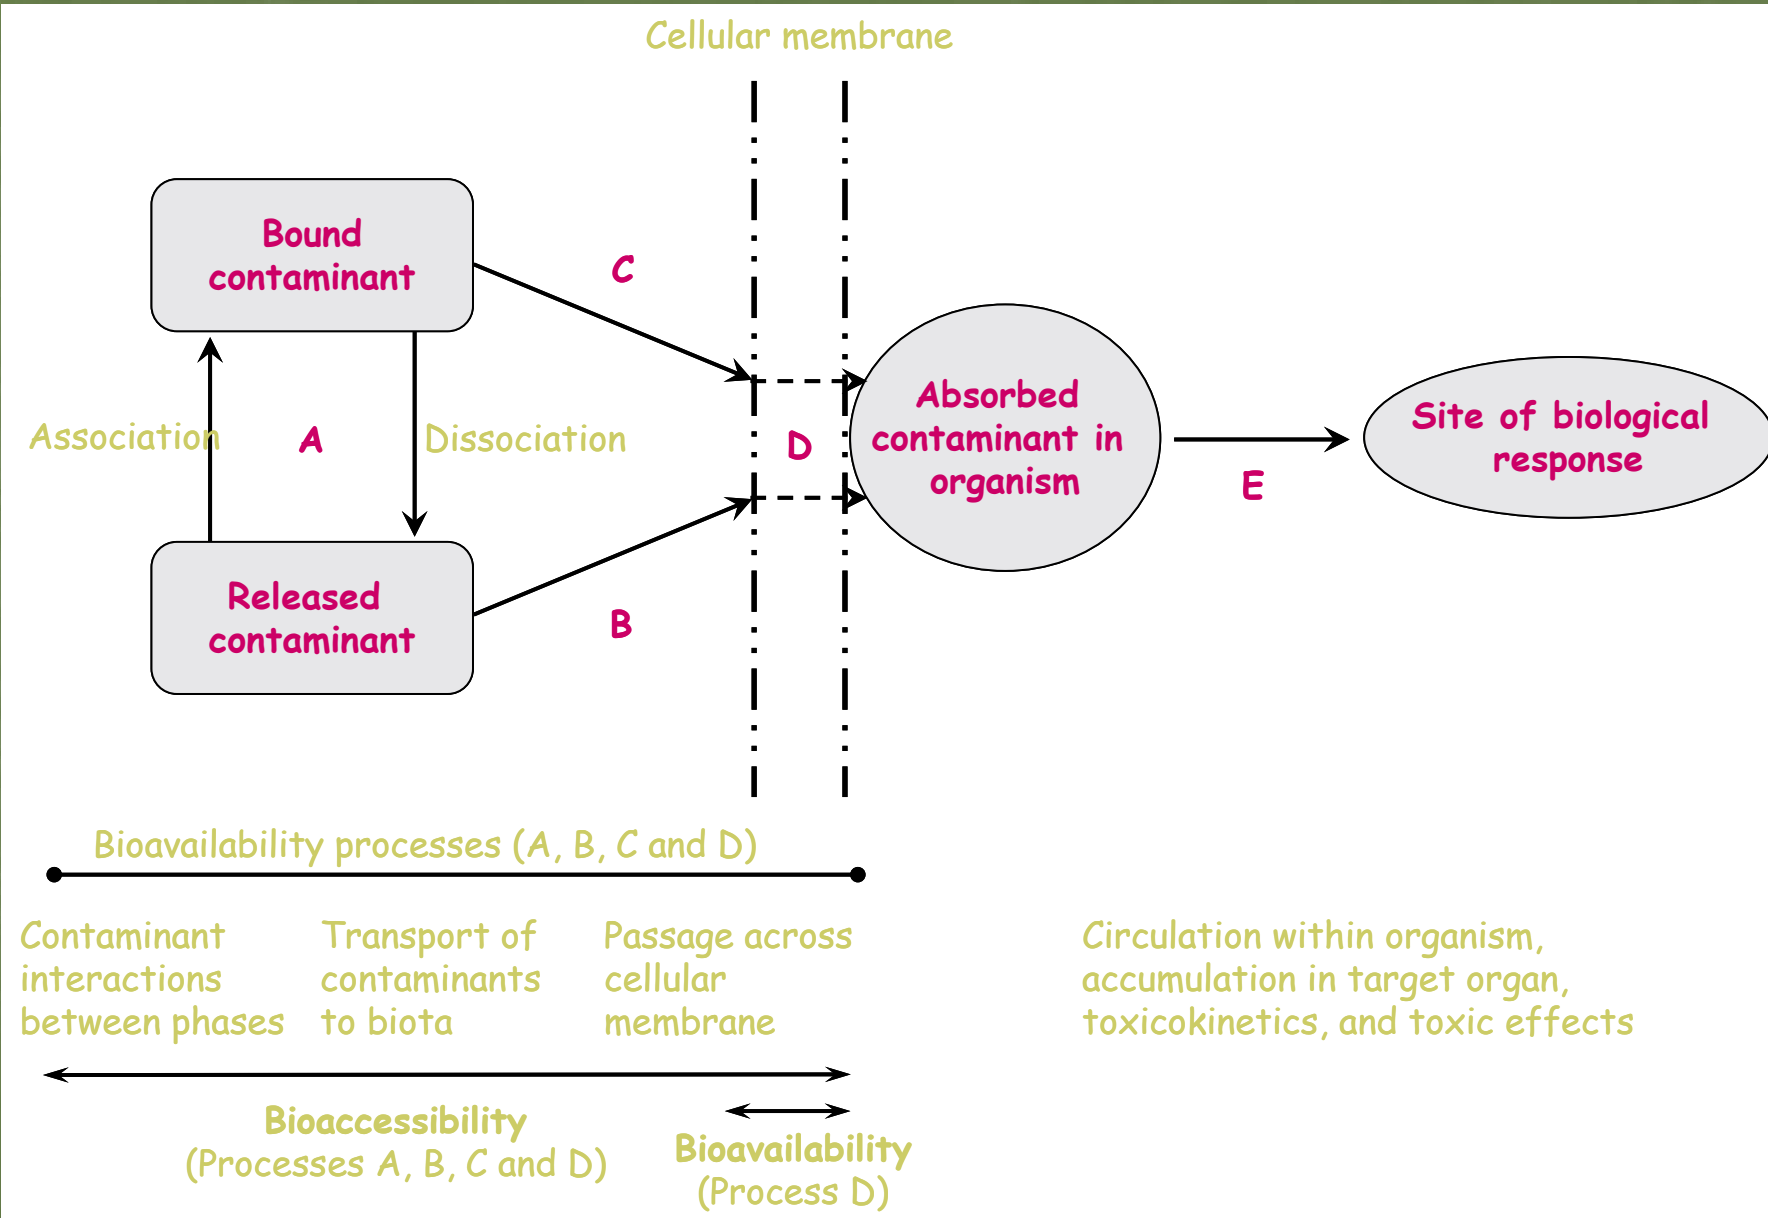 Cellular membrane
Bound
contaminant
C
Association
A
Dissociation
D
Absorbed
contaminant in
organism
E
Site of biological
response
Released
contaminant
B
Bioavailability processes (A, B, C and D)
Contaminant
interactions
between phases
Transport of
contaminants
to biota
Passage across
cellular
membrane
Circulation within organism,
accumulation in target organ,
toxicokinetics, and toxic effects
Bioaccessibility
(Processes A, B, C and D)
Bioavailability
(Process D)